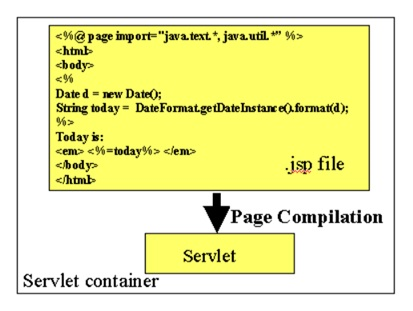 <%@ page import="java.text.*, java.util.*" %>
<html>
<body>
<%
Date d = new Date();
String today = DateFormat.getDateInstance().format(d);
%>
Today is:
<em> <%=today%> </em>
</body>
</html>
.jsp file
Page Compilation
Servlet
Servlet container